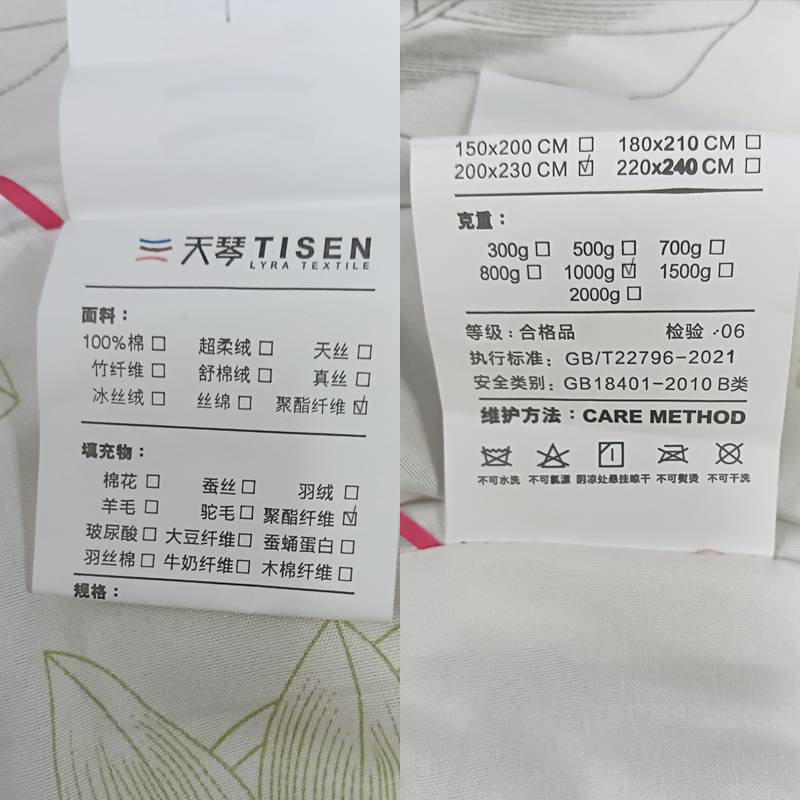 天琴 TISEN
LYRA TEXTILE
面料：
100%棉 □ 超柔绒 □ 天丝 □
竹纤维 □ 舒棉绒 □ 真丝 □
冰丝绒 □ 丝绵 □ 聚酯纤维 ☑
填充物：
棉花 □ 蚕丝 □ 羽绒 □
羊毛 □ 驼毛 □ 聚酯纤维 ☑
玻尿酸 □ 大豆纤维 □ 蚕蛹蛋白 □
羽丝棉 □ 牛奶纤维 □ 木棉纤维 □
规格：
150x200 CM □ 180x210 CM □
200x230 CM ☑ 220x240 CM □
克重：
300g □ 500g □ 700g □
800g □ 1000g ☑ 1500g □
2000g □
等级：合格品 检验·06
执行标准：GB/T22796-2021
安全类别：GB18401-2010 B类
维护方法：CARE METHOD
不可水洗 不可氯漂 阴凉处悬挂晾干 不可熨烫 不可干洗